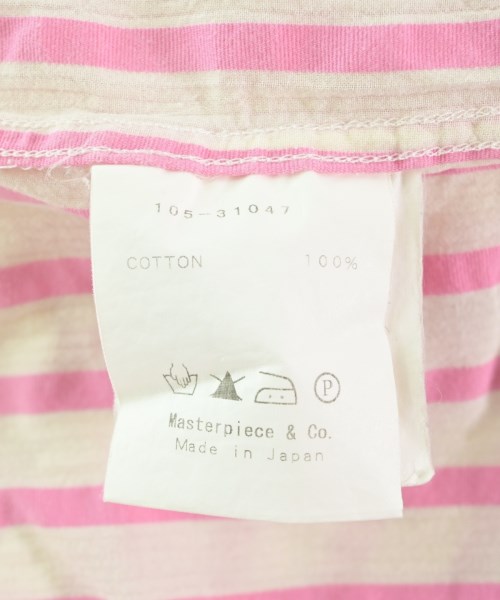 105-31047
COTTON 100%
P
Masterpiece & Co.
Made in Japan